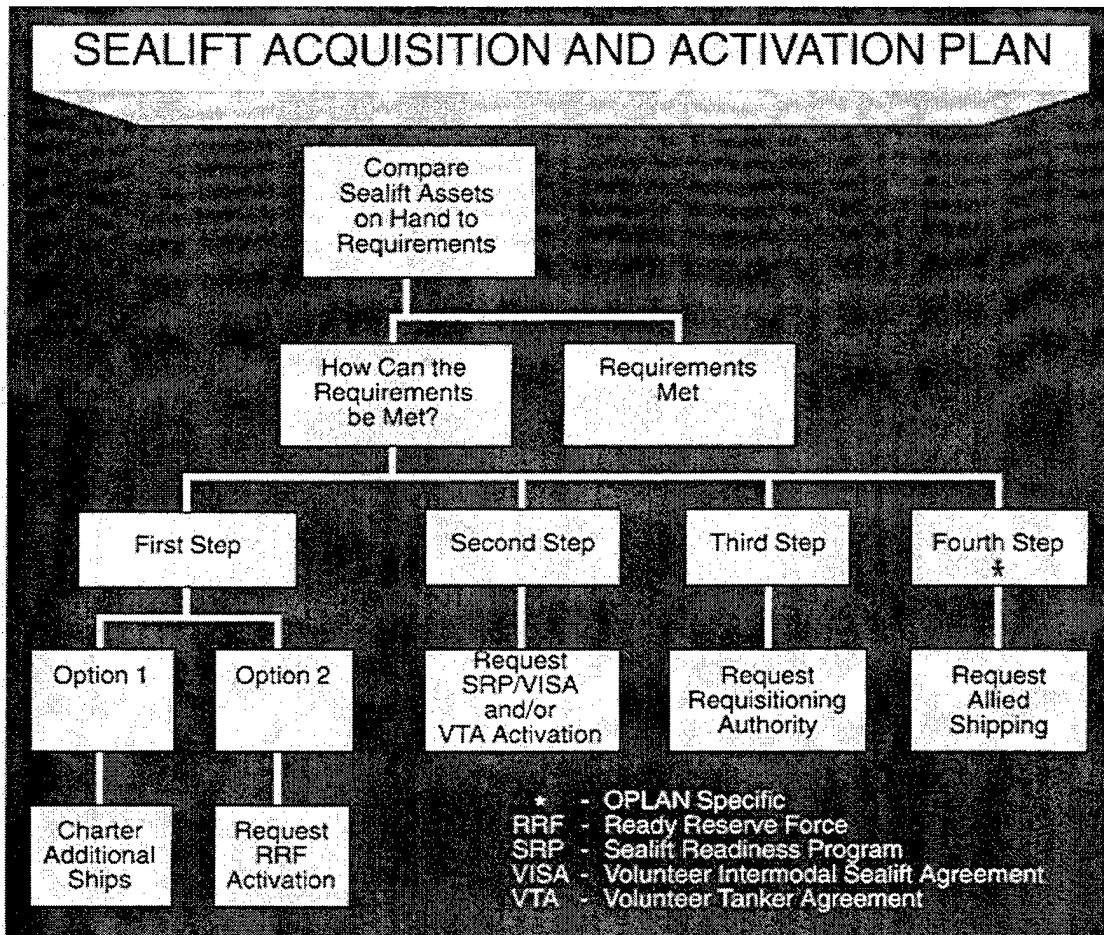 SEALIFT ACQUISITION AND ACTIVATION PLAN
Compare
Sealift Assets
on Hand to
Requirements
How Can the
Requirements
be Met?
Requirements
Met
First Step
Second Step
Third Step
Fourth Step
*
Option 1
Option 2
Request
SRP/VISA
and/or
VTA Activation
Request
Requisitioning
Authority
Request
Allied
Shipping
Charter
Additional
Ships
Request
RRF
Activation
* - OPLAN Specific
RRF - Ready Reserve Force
SRP - Sealift Readiness Program
VISA - Volunteer Intermodal Sealift Agreement
VTA - Volunteer Tanker Agreement